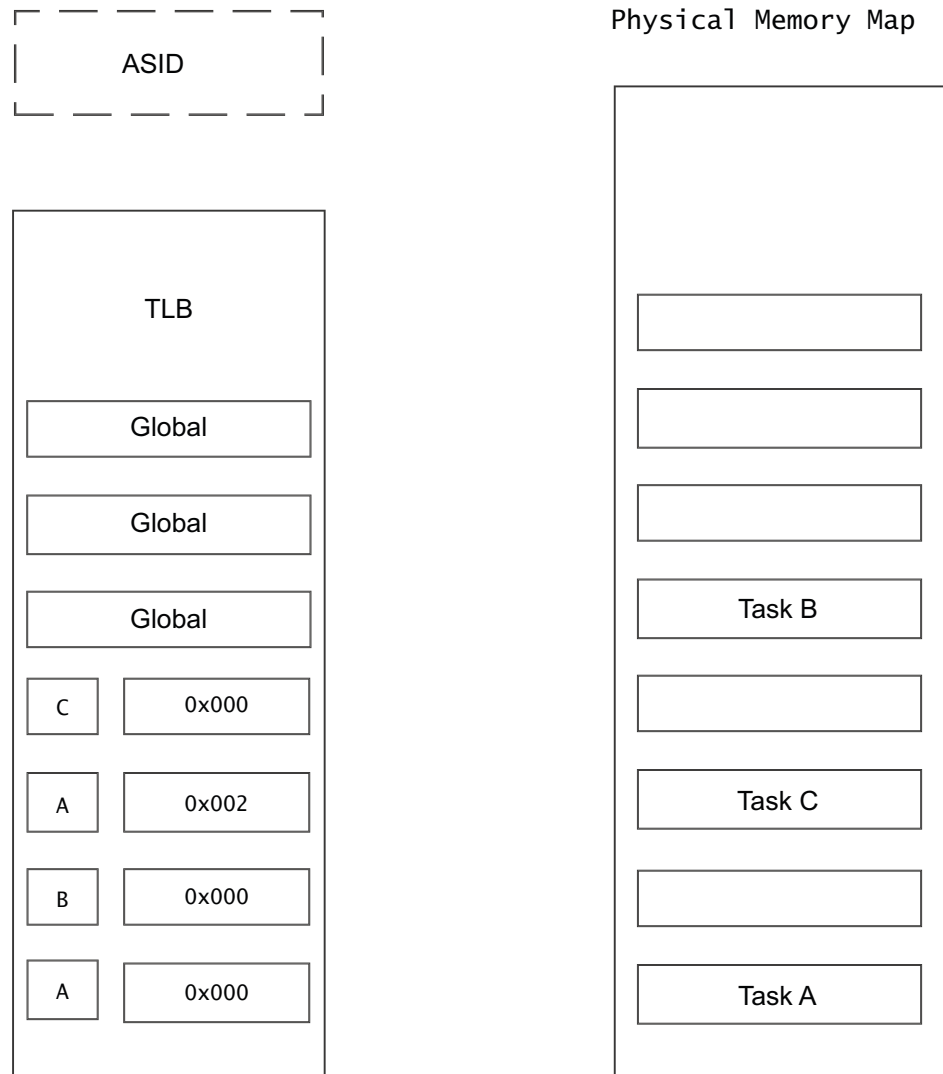 ASID
TLB
Global
Global
Global
C 0x000
A 0x002
B 0x000
A 0x000
Physical Memory Map
Task B
Task C
Task A